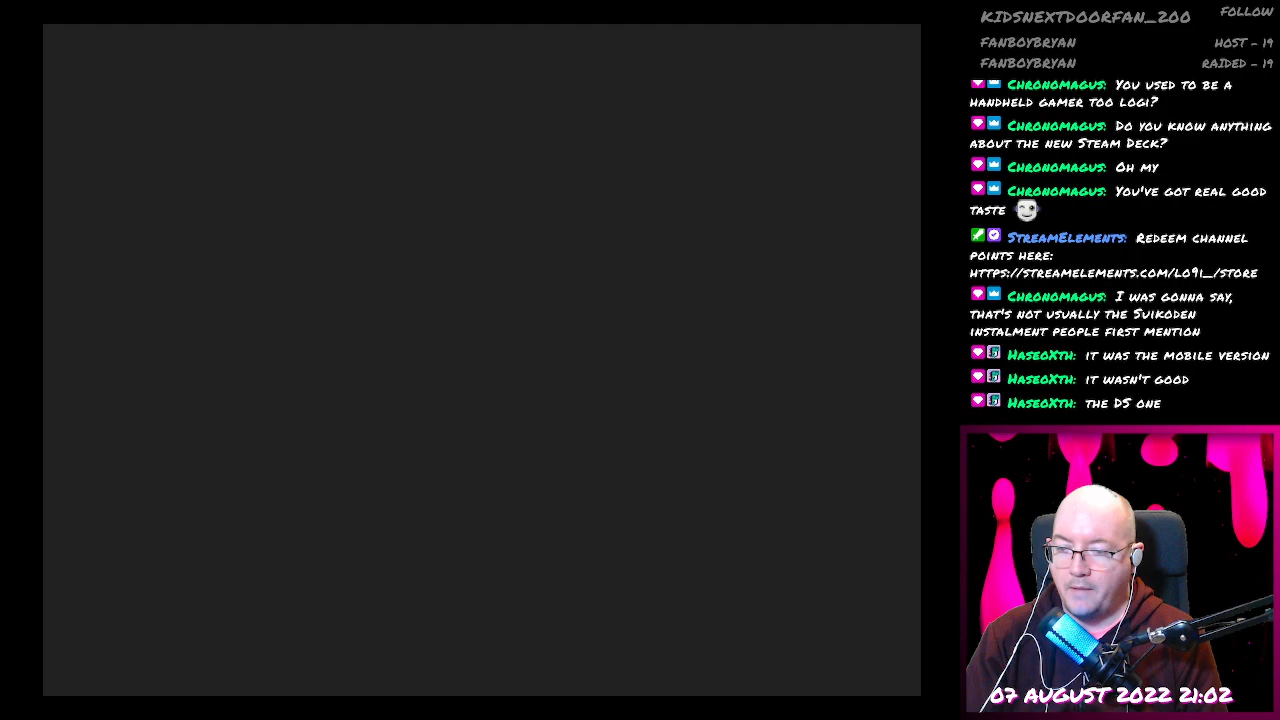 KIDSNEXTDOORFAN_200 FOLLOW
FANBOYBRYAN HOST - 19
FANBOYBRYAN RAIDED - 19
CHRONOMAGUS: YOU USED TO BE A
HANDHELD GAMER TOO LOGI?
CHRONOMAGUS: DO YOU KNOW ANYTHING
ABOUT THE NEW STEAM DECK?
CHRONOMAGUS: OH MY
CHRONOMAGUS: YOU'VE GOT REAL GOOD
TASTE
STREAMELEMENTS: REDEEM CHANNEL
POINTS HERE:
HTTPS://STREAMELEMENTS.COM/L09I_/STORE
CHRONOMAGUS: I WAS GONNA SAY,
THAT'S NOT USUALLY THE SUIKODEN
INSTALMENT PEOPLE FIRST MENTION
HASEOXTH: IT WAS THE MOBILE VERSION
HASEOXTH: IT WASN'T GOOD
HASEOXTH: THE DS ONE
07 AUGUST 2022 21:02